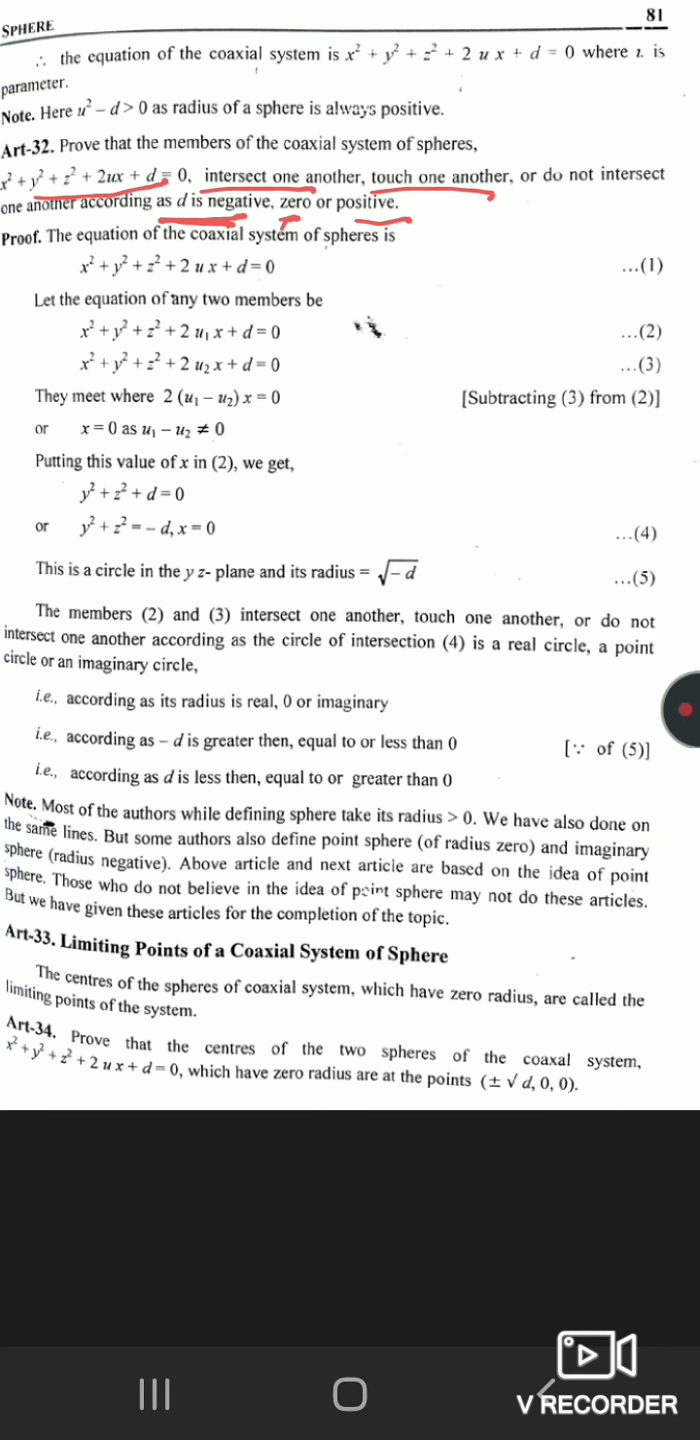 SPHERE 81
∴ the equation of the coaxial system is x² + y² + z² + 2 u x + d = 0 where is
parameter.
Note. Here u² – d > 0 as radius of a sphere is always positive.
Art-32. Prove that the members of the coaxial system of spheres,
x² + y² + z² + 2ux + d = 0, intersect one another, touch one another, or do not intersect
one another according as d is negative, zero or positive.
Proof. The equation of the coaxial system of spheres is
x² + y² + z² + 2 u x + d = 0 ...(1)
Let the equation of any two members be
x² + y² + z² + 2 u₁ x + d = 0 ...(2)
x² + y² + z² + 2 u₂ x + d = 0 ...(3)
They meet where 2 (u₁ – u₂) x = 0 [Subtracting (3) from (2)]
or x = 0 as u₁ – u₂ ≠ 0
Putting this value of x in (2), we get,
y² + z² + d = 0
or y² + z² = – d, x = 0 ...(4)
This is a circle in the y z- plane and its radius = √–d ...(5)
The members (2) and (3) intersect one another, touch one another, or do not
intersect one another according as the circle of intersection (4) is a real circle, a point
circle or an imaginary circle,
i.e., according as its radius is real, 0 or imaginary
i.e., according as – d is greater then, equal to or less than 0 [∵ of (5)]
i.e., according as d is less then, equal to or greater than 0
Note. Most of the authors while defining sphere take its radius > 0. We have also done on
the same lines. But some authors also define point sphere (of radius zero) and imaginary
sphere (radius negative). Above article and next article are based on the idea of point
sphere. Those who do not believe in the idea of point sphere may not do these articles.
But we have given these articles for the completion of the topic.
Art-33. Limiting Points of a Coaxial System of Sphere
The centres of the spheres of coaxial system, which have zero radius, are called the
limiting points of the system.
Art-34. Prove that the centres of the two spheres of the coaxal system,
x² + y² + z² + 2 u x + d = 0, which have zero radius are at the points (± √ d, 0, 0).
V RECORDER